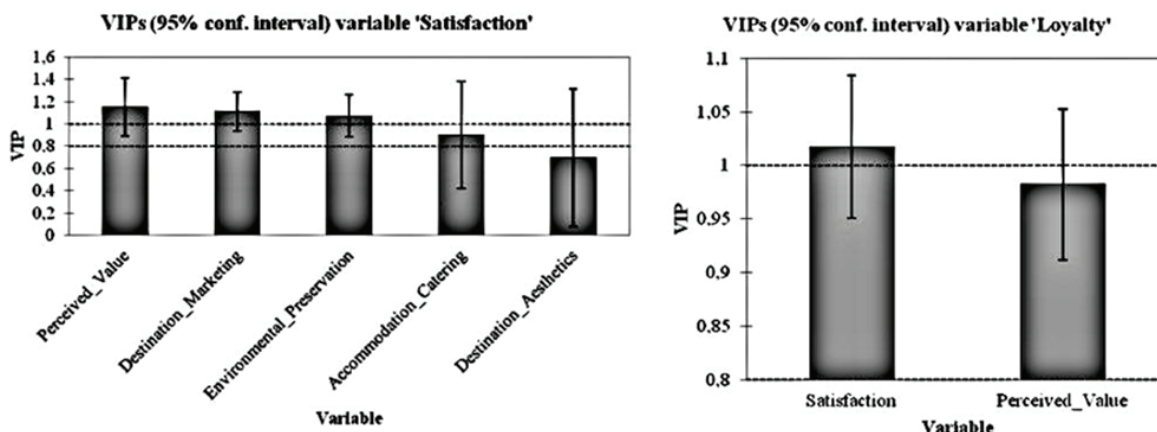 VIPs (95% conf. interval) variable 'Satisfaction'
VIP
1.6
1.4
1.2
1
0.8
0.6
0.4
0.2
0
Perceived_Value
Destination_Marketing
Environmental_Preservation
Accommodation_Catering
Destination_Aesthetics
Variable
VIPs (95% conf. interval) variable 'Loyalty'
VIP
1.1
1.05
1
0.95
0.9
0.85
0.8
Satisfaction Perceived_Value
Variable